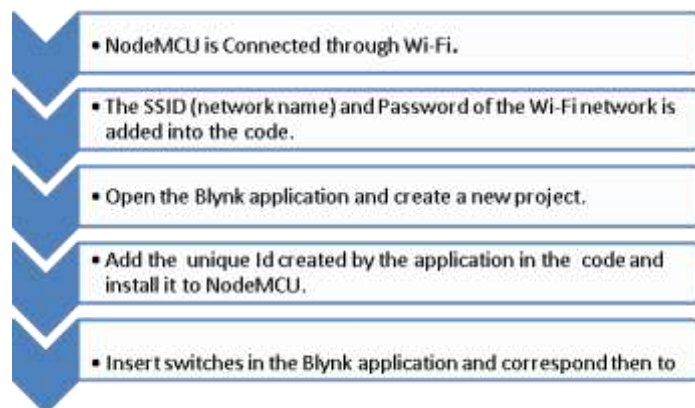 • NodeMCU is Connected through Wi-Fi.
• The SSID (network name) and Password of the Wi-Fi network is
added into the code.
• Open the Blynk application and create a new project.
• Add the unique Id created by the application in the code and
install it to NodeMCU.
• Insert switches in the Blynk application and correspond then to